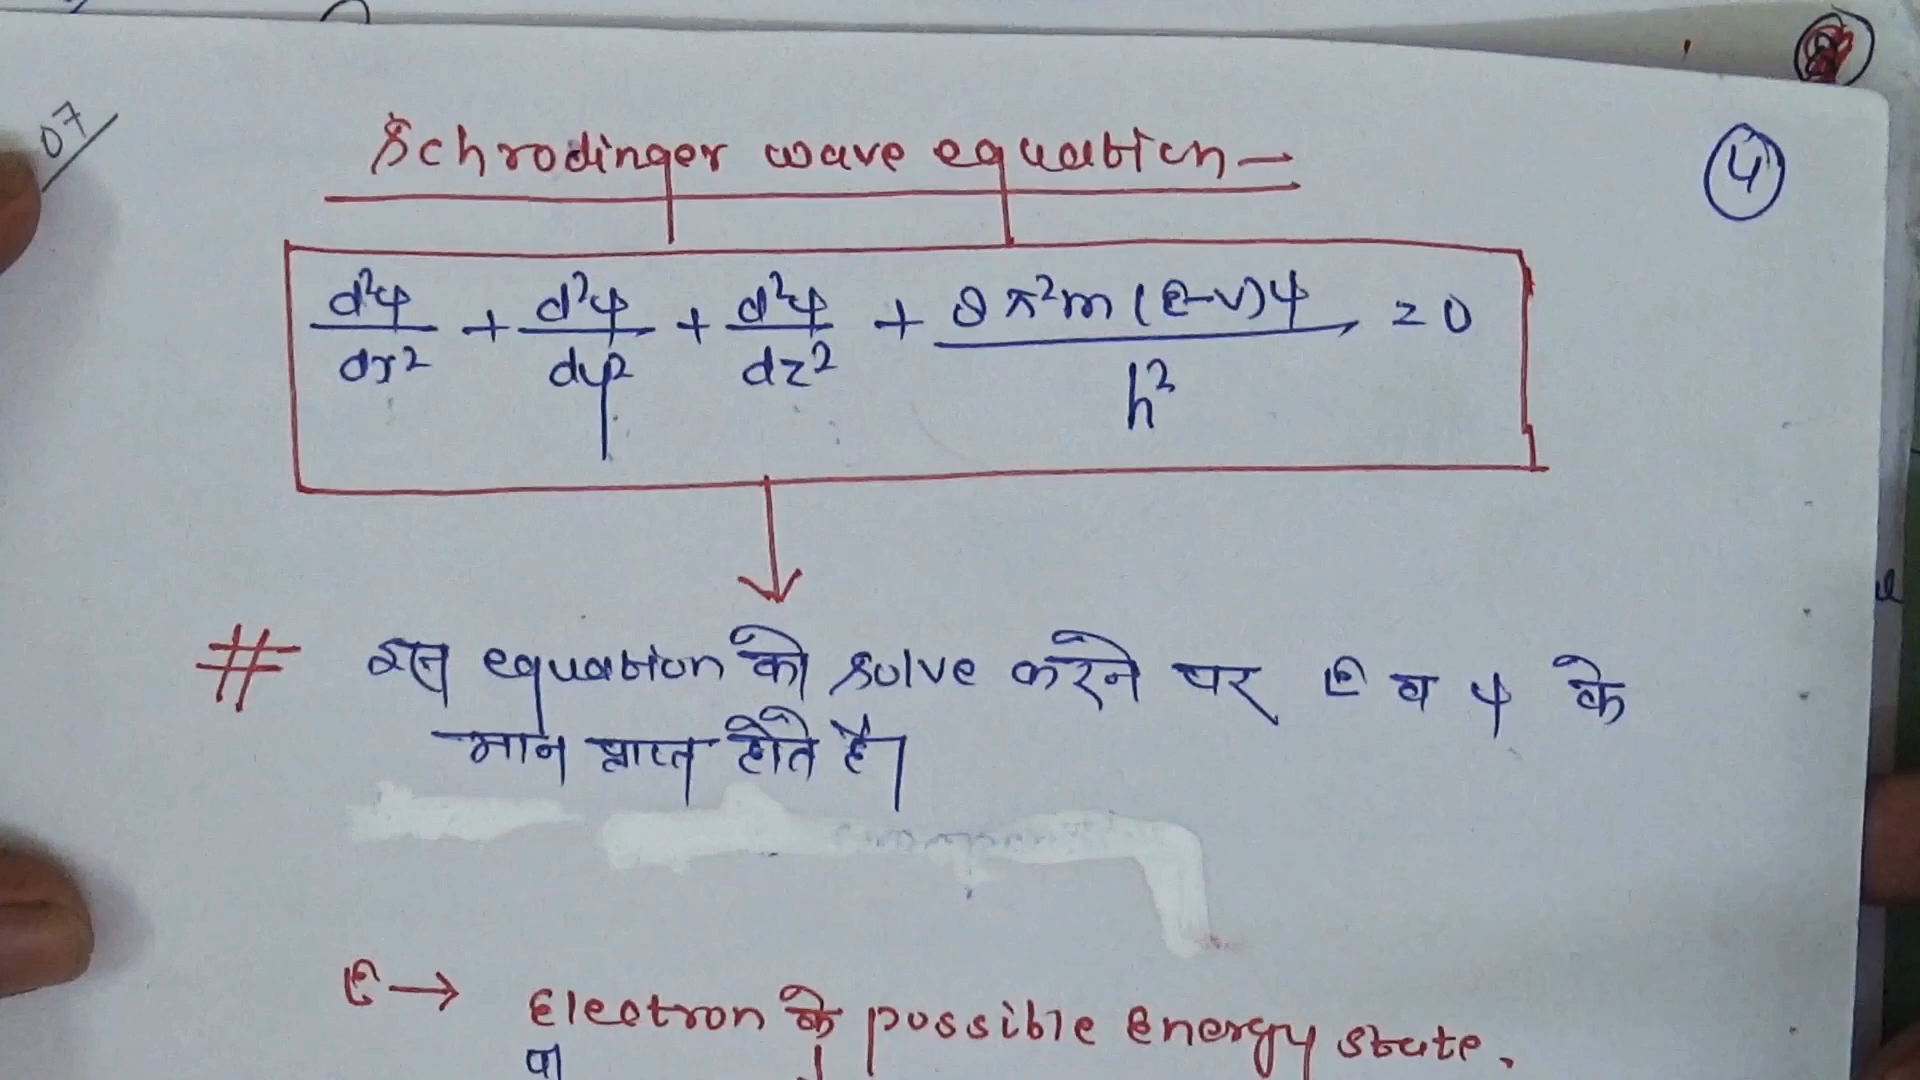 07
Schrodinger wave equation —
4
d²ψ/dx² + d²ψ/dy² + d²ψ/dz² + 8π²m(E-V)ψ/h² = 0
# इस equation को solve करने पर E व ψ के
मान प्राप्त होते है।
E → Electron के possible Energy state.